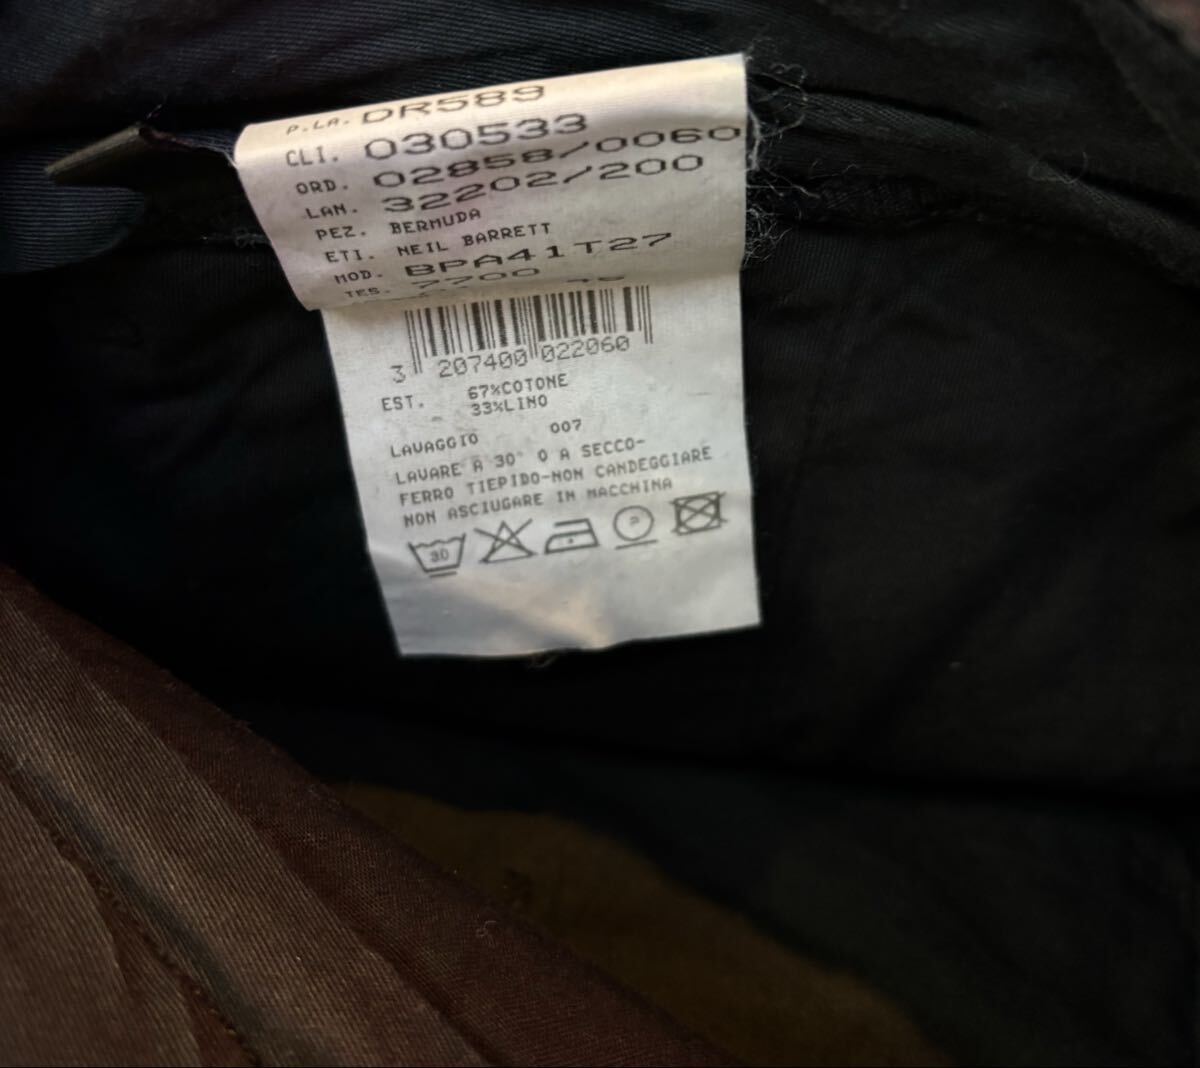 P.LA. DR589
CLI. 030533
ORD. 02858/0060
LAN. 32202/200
PEZ. BERMUDA
ETI. NEIL BARRETT
MOD. BPA41T27
TES. 7700
3 207400 022060
EST. 67%COTONE
33%LINO
LAVAGGIO 007
LAVARE A 30° O A SECCO-
FERRO TIEPIDO-NON CANDEGGIARE
NON ASCIUGARE IN MACCHINA
30 P